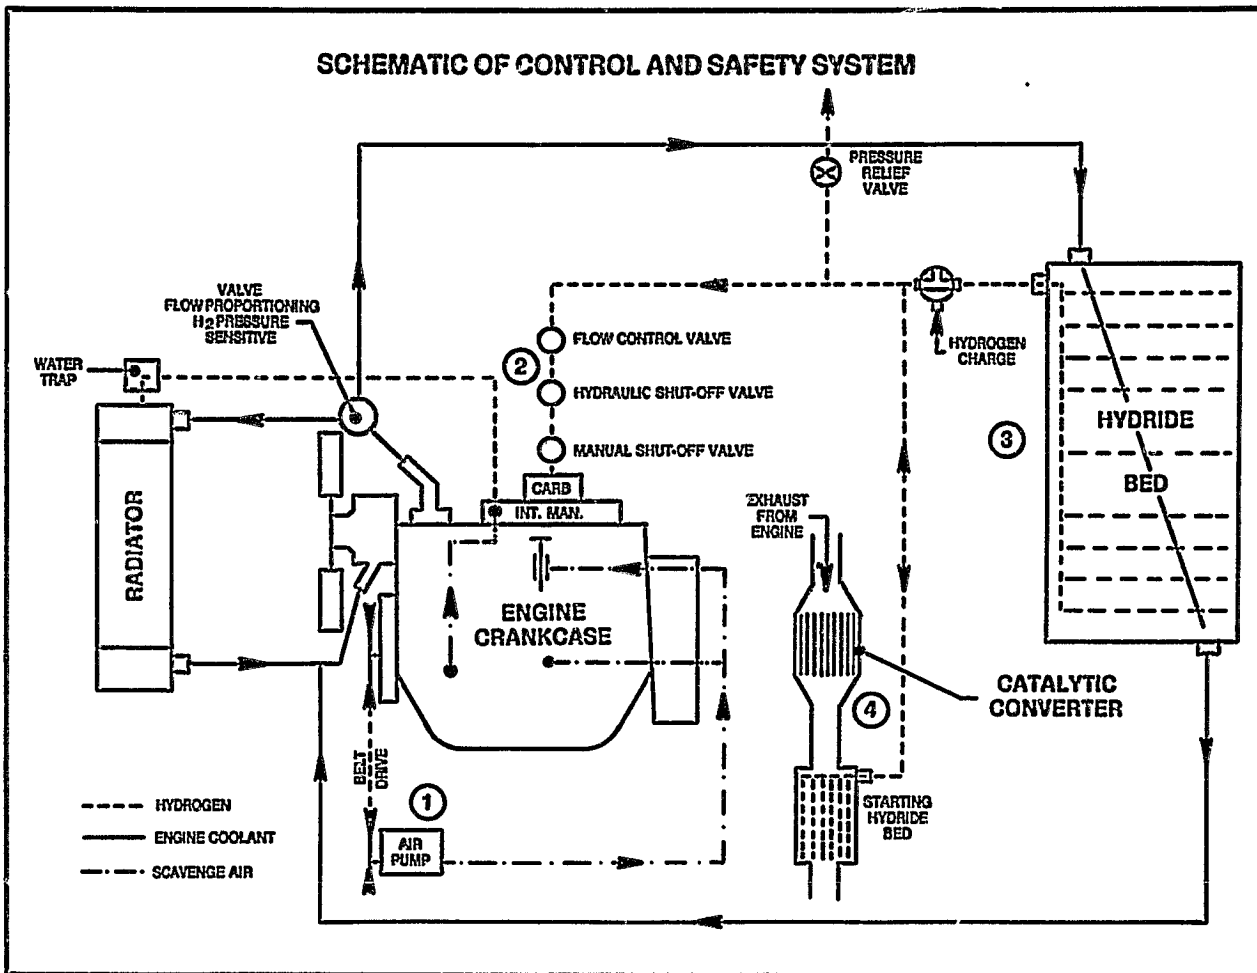 SCHEMATIC OF CONTROL AND SAFETY SYSTEM
PRESSURE
RELIEF
VALVE
VALVE
FLOW PROPORTIONING
H2 PRESSURE
SENSITIVE
WATER
TRAP
FLOW CONTROL VALVE
2
HYDRAULIC SHUT-OFF VALVE
MANUAL SHUT-OFF VALVE
CARB
INT. MAN.
HYDROGEN
CHARGE
3
HYDRIDE
BED
RADIATOR
ENGINE
CRANKCASE
EXHAUST
FROM
ENGINE
CATALYTIC
CONVERTER
4
STARTING
HYDRIDE
BED
BELT
DRIVE
1
AIR
PUMP
HYDROGEN
ENGINE COOLANT
SCAVENGE AIR